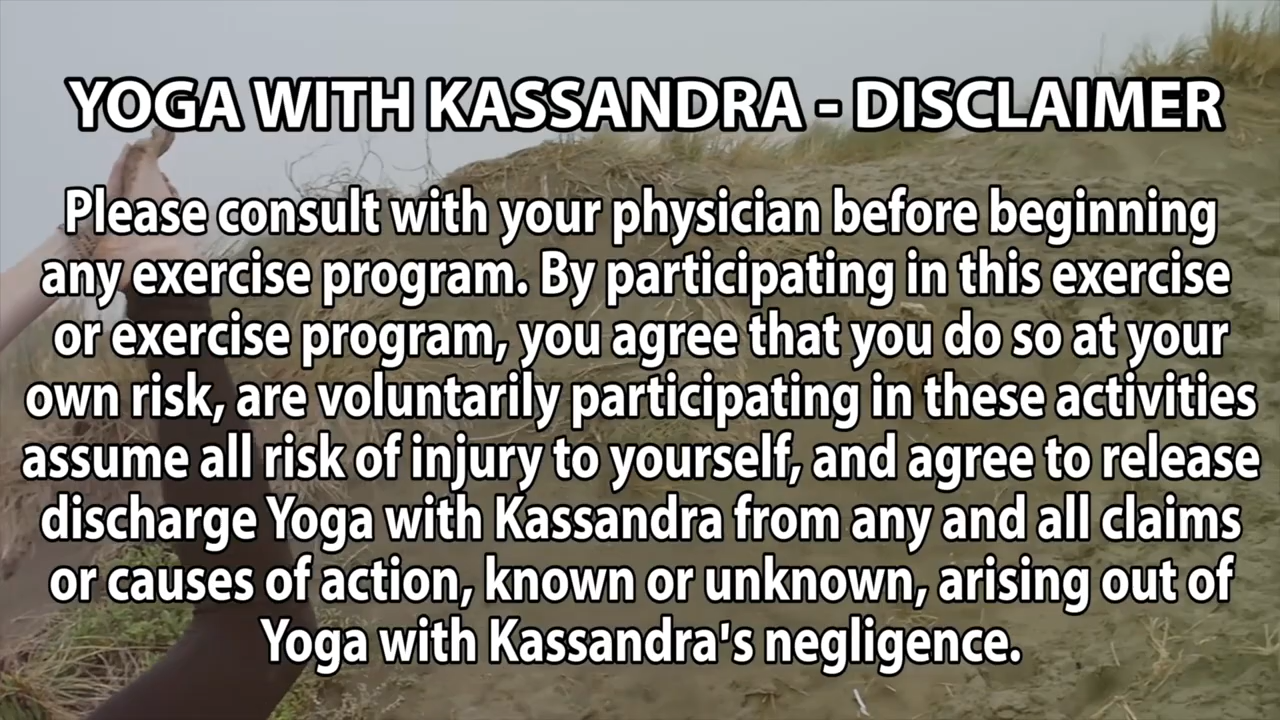 YOGA WITH KASSANDRA - DISCLAIMER
Please consult with your physician before beginning
any exercise program. By participating in this exercise
or exercise program, you agree that you do so at your
own risk, are voluntarily participating in these activities
assume all risk of injury to yourself, and agree to release
discharge Yoga with Kassandra from any and all claims
or causes of action, known or unknown, arising out of
Yoga with Kassandra's negligence.